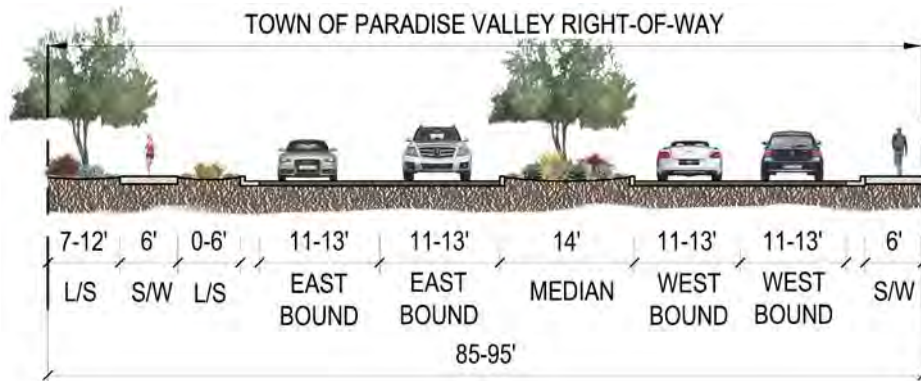 TOWN OF PARADISE VALLEY RIGHT-OF-WAY
7-12' 6' 0-6' 11-13' 11-13' 14' 11-13' 11-13' 6'
L/S S/W L/S EAST BOUND EAST BOUND MEDIAN WEST BOUND WEST BOUND S/W
85-95'